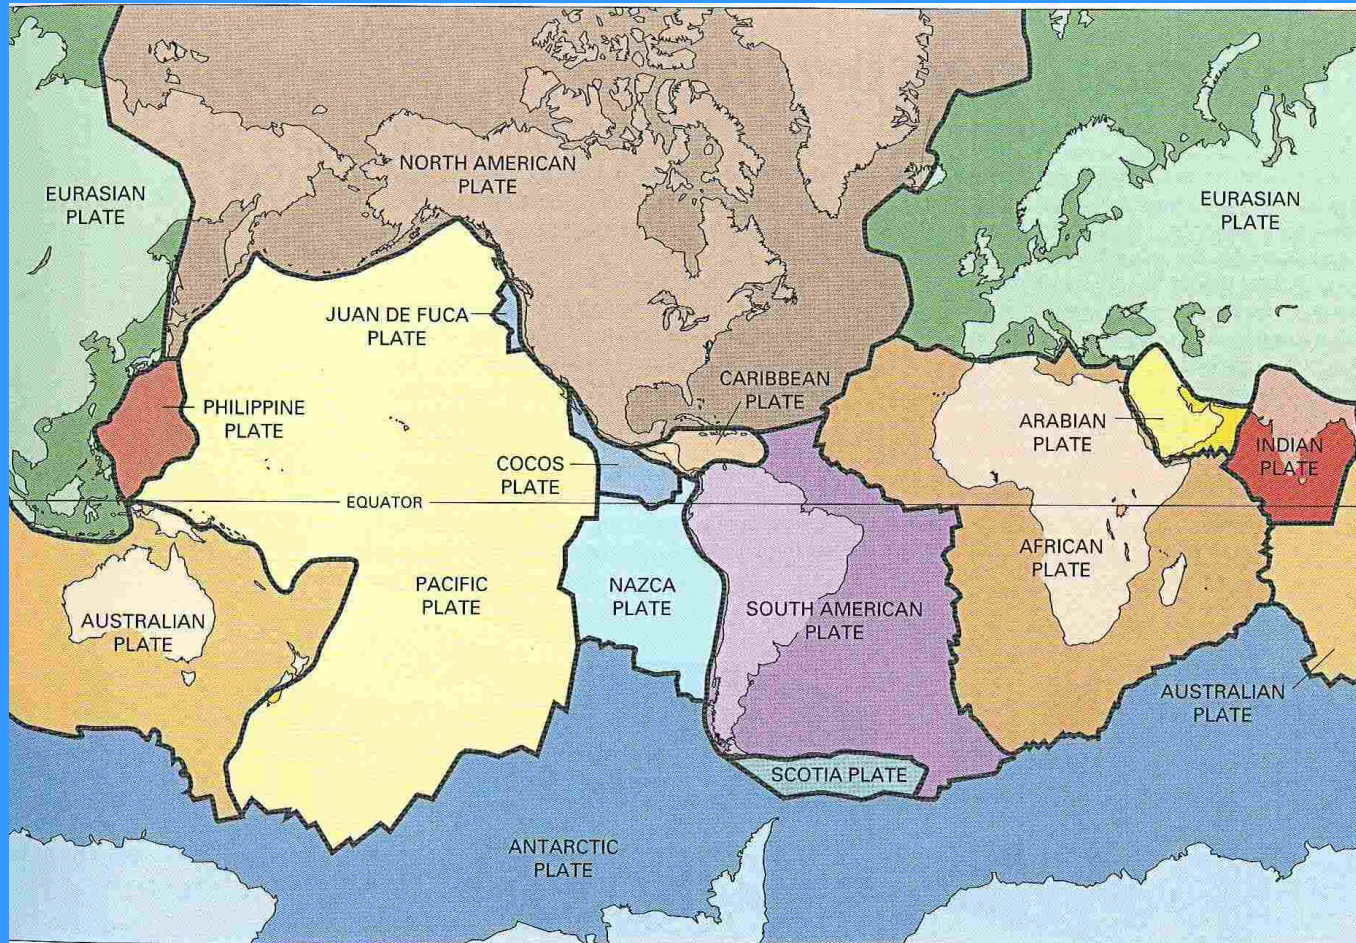 NORTH AMERICAN
PLATE
EURASIAN
PLATE
EURASIAN
PLATE
JUAN DE FUCA
PLATE
CARIBBEAN
PLATE
PHILIPPINE
PLATE
ARABIAN
PLATE
INDIAN
PLATE
COCOS
PLATE
EQUATOR
AFRICAN
PLATE
PACIFIC
PLATE
NAZCA
PLATE
SOUTH AMERICAN
PLATE
AUSTRALIAN
PLATE
AUSTRALIAN
PLATE
SCOTIA PLATE
ANTARCTIC
PLATE